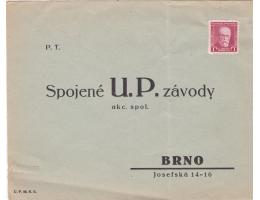 P. T.
Spojené U.P. závody
akc. spol.
BRNO
Josefská 14-16